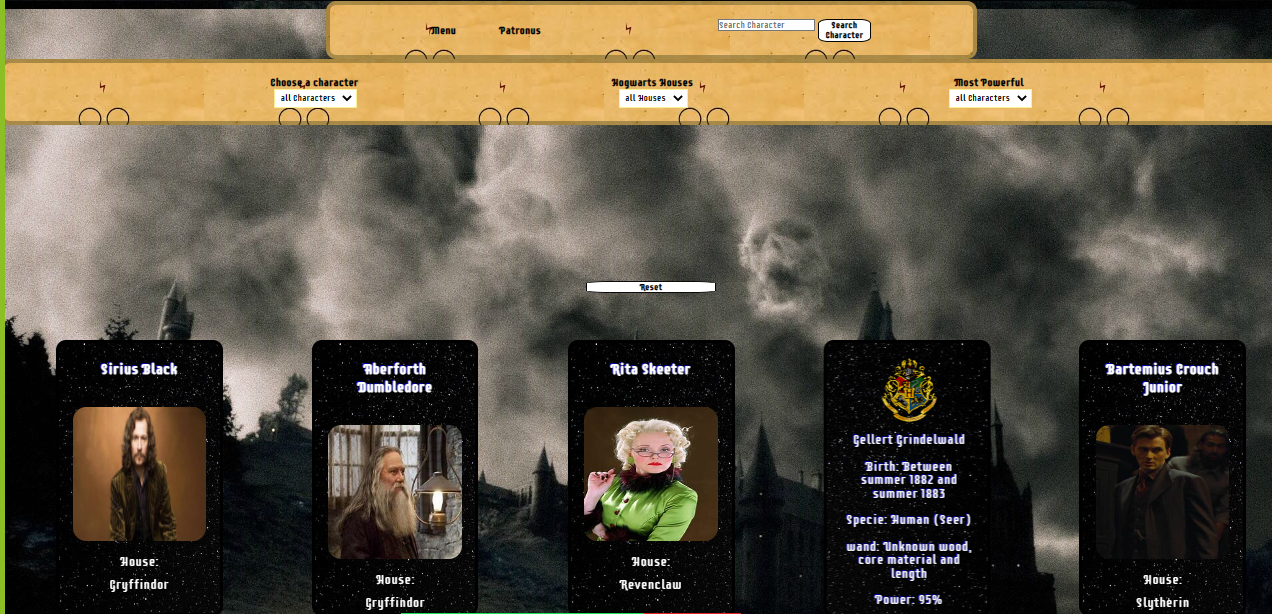 Menu
Patronus
Search Character
Search
Character
Choose a character
all Characters
Hogwarts Houses
all Houses
Most Powerful
all Characters
Reset
Sirius Black
House:
Gryffindor
Aberforth
Dumbledore
House:
Gryffindor
Rita Skeeter
House:
Revenclaw
Gellert Grindelwald
Birth: Between
summer 1882 and
summer 1883
Specie: Human (Seer)
wand: Unknown wood,
core material and
length
Power: 95%
Bartemius Crouch
Junior
House:
Slytherin